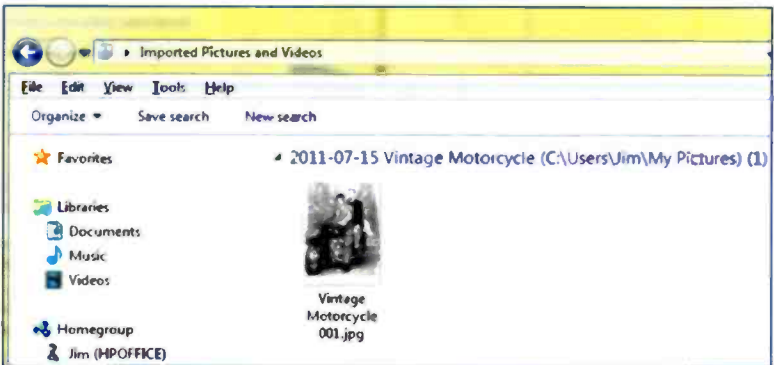 Imported Pictures and Videos
File Edit View Tools Help
Organize Save search New search
Favorites
2011-07-15 Vintage Motorcycle (C:\Users\Jim\My Pictures) (1)
Libraries
Documents
Music
Videos
Vintage
Motorcycle
001.jpg
Homegroup
Jim (HPOFFICE)